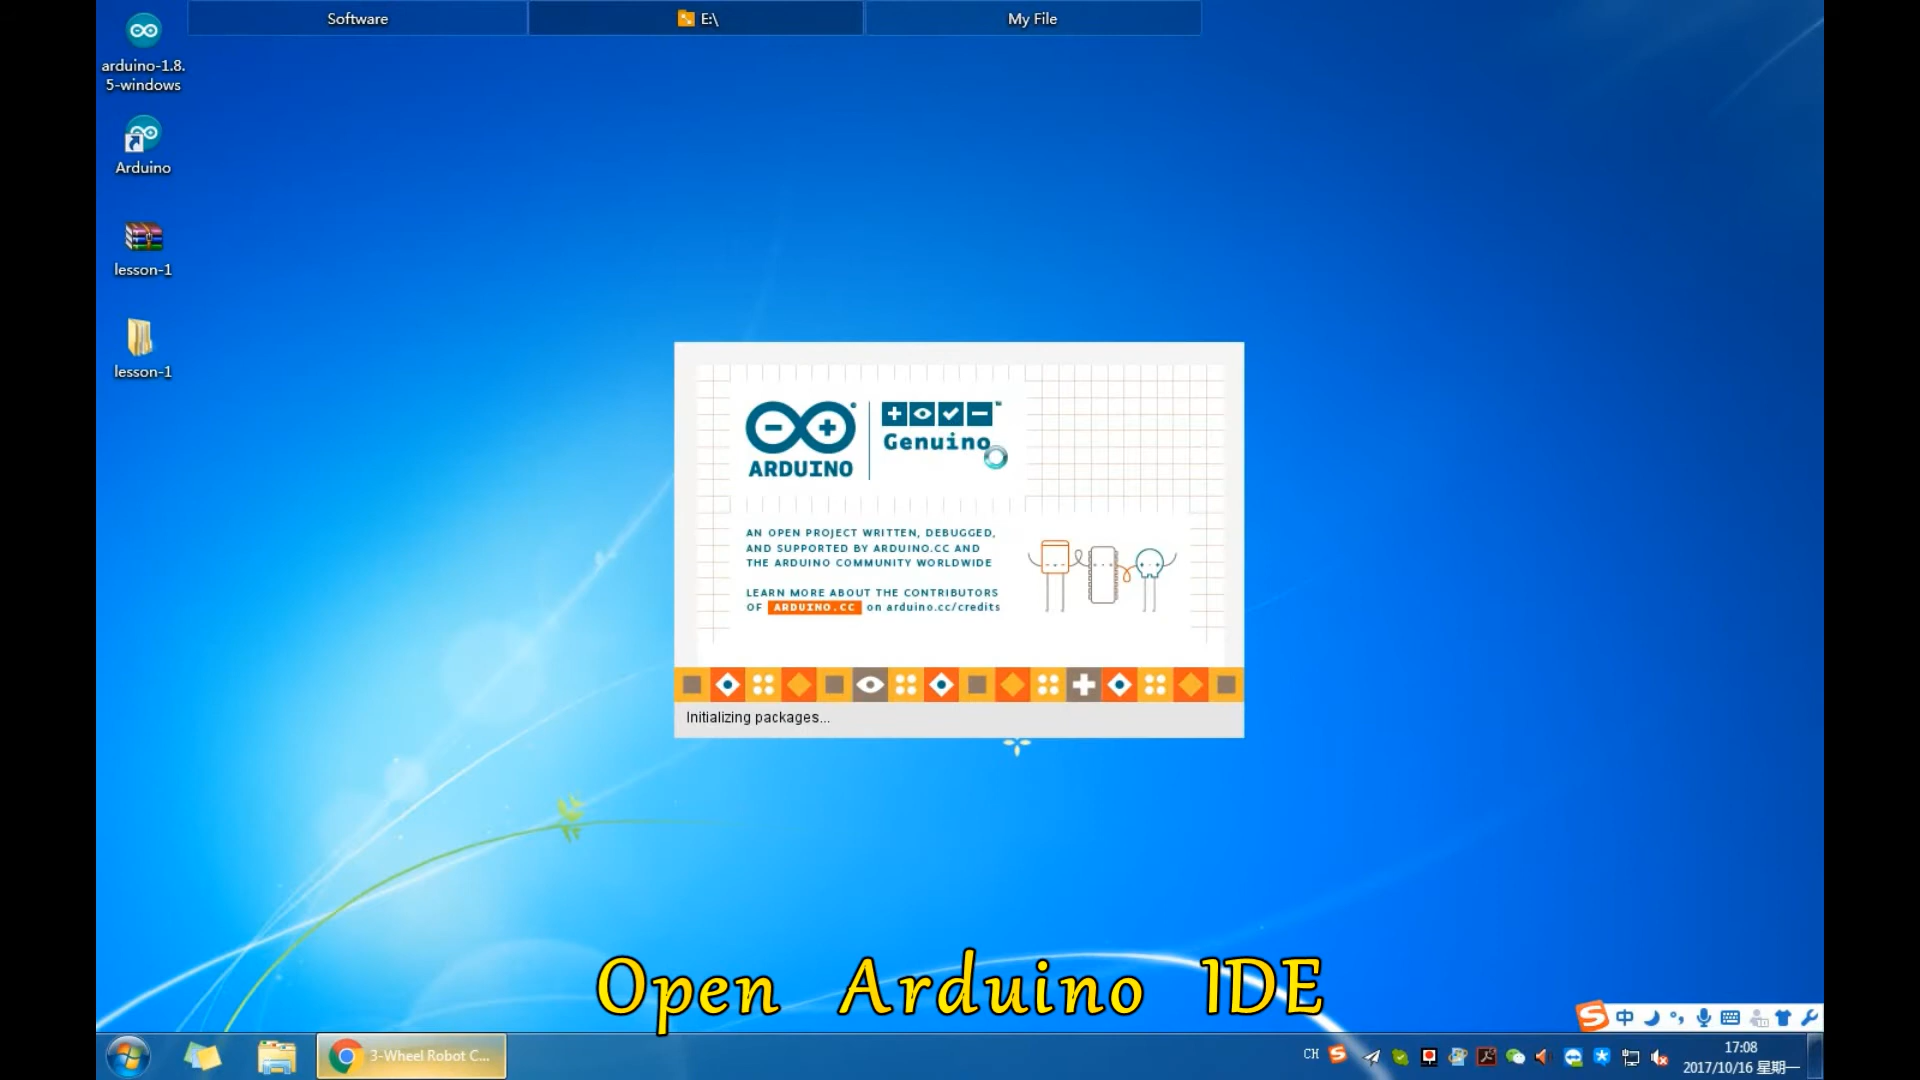 Software
E:\
My File
arduino-1.8.
5-windows
Arduino
lesson-1
lesson-1
ARDUINO
Genuino
AN OPEN PROJECT WRITTEN, DEBUGGED,
AND SUPPORTED BY ARDUINO.CC AND
THE ARDUINO COMMUNITY WORLDWIDE
LEARN MORE ABOUT THE CONTRIBUTORS
OF ARDUINO.CC on arduino.cc/credits
Initializing packages...
Open Arduino IDE
中
3-Wheel Robot C...
CH
17:08
2017/10/16 星期一